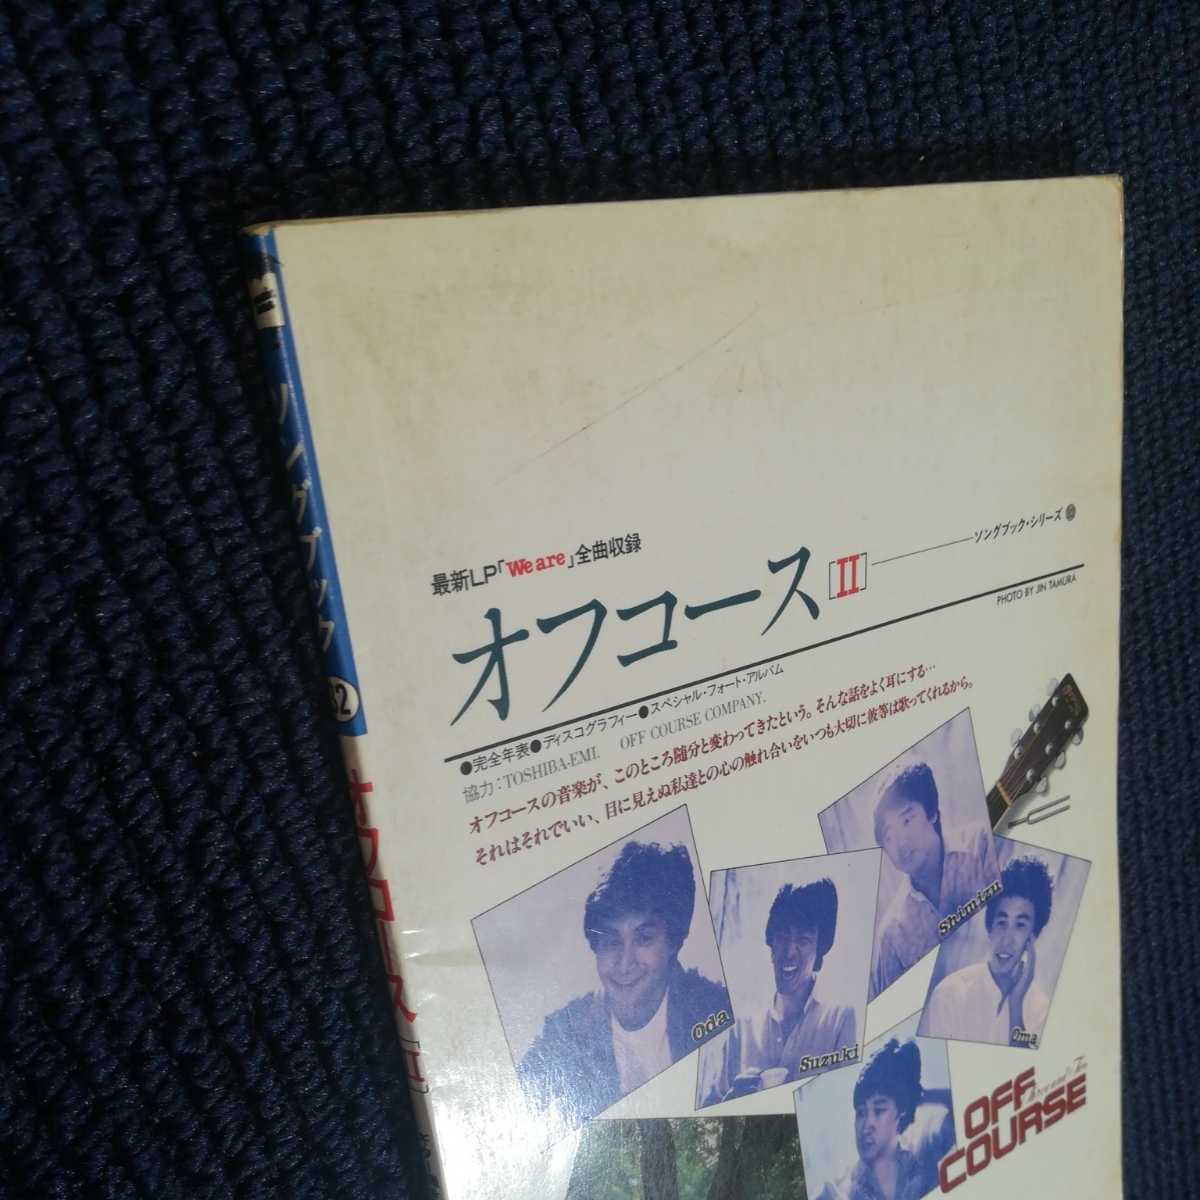 最新LP「We are」全曲収録
オフコース[II]
ソングブック・シリーズ
PHOTO BY JIN TAMURA
●完全年表●ディスコグラフィー●スペシャル・フォート・アルバム
協力:TOSHIBA-EMI. OFF COURSE COMPANY.
オフコースの音楽が、このところ随分と変わってきたという。そんな話をよく耳にする…
それはそれでいい、目に見えぬ私達との心の触れ合いをいつも大切に彼等は歌ってくれるから。
Oda
Suzuki
Shimizu
Oma
OFF
COURSE
ソングブック
32
オフコース[II]